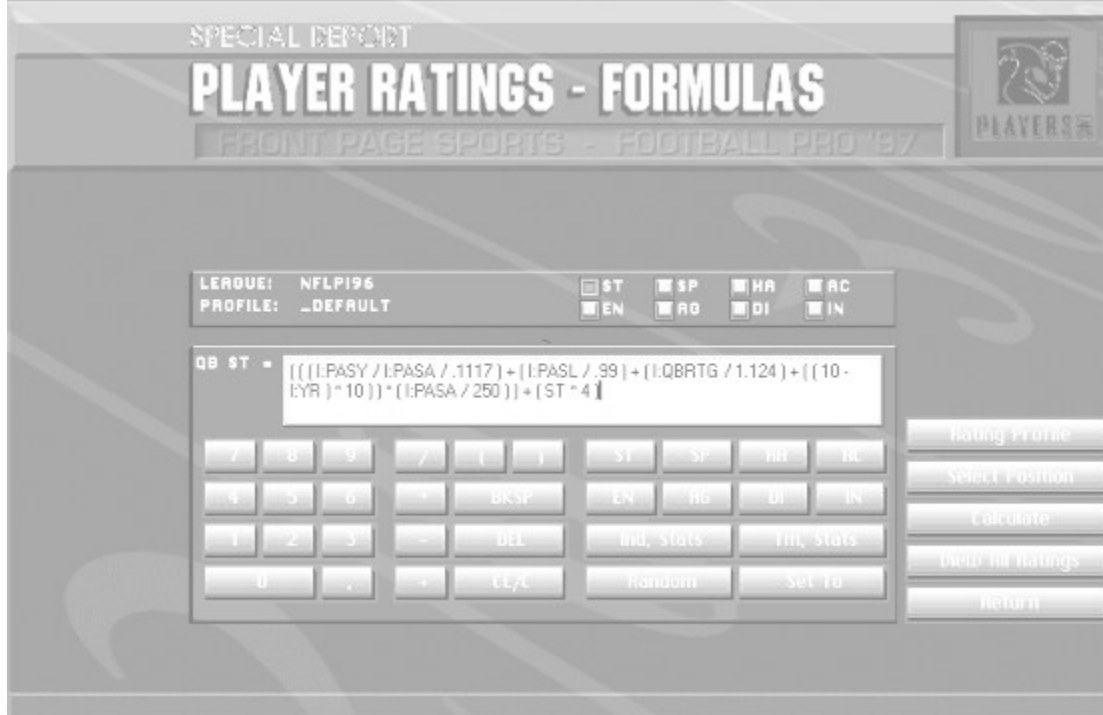 SPECIAL REPORT
PLAYER RATINGS - FORMULAS
FRONT PAGE SPORTS - FOOTBALL PRO '97
PLAYERS INC
LEAGUE: NFLPI96
PROFILE: _DEFAULT
ST SP HA AC
EN AG DI IN
QB ST = ( ( ( I:PASY / I:PASA / .1117 ) + ( I:PASL / .99 ) + ( I:QBRTG / 1.124 ) + ( ( 10 -
I:YR ) * 10 ) ) * ( I:PASA / 250 ) ) + ( ST * 4 )
7 8 9 / ( ) ST SP HA AC
4 5 6 * BKSP EN AG DI IN
1 2 3 - DEL Ind. Stats Tm. Stats
0 . + CE/C Random Set To
Rating Profile
Select Position
Calculate
View All Ratings
Return